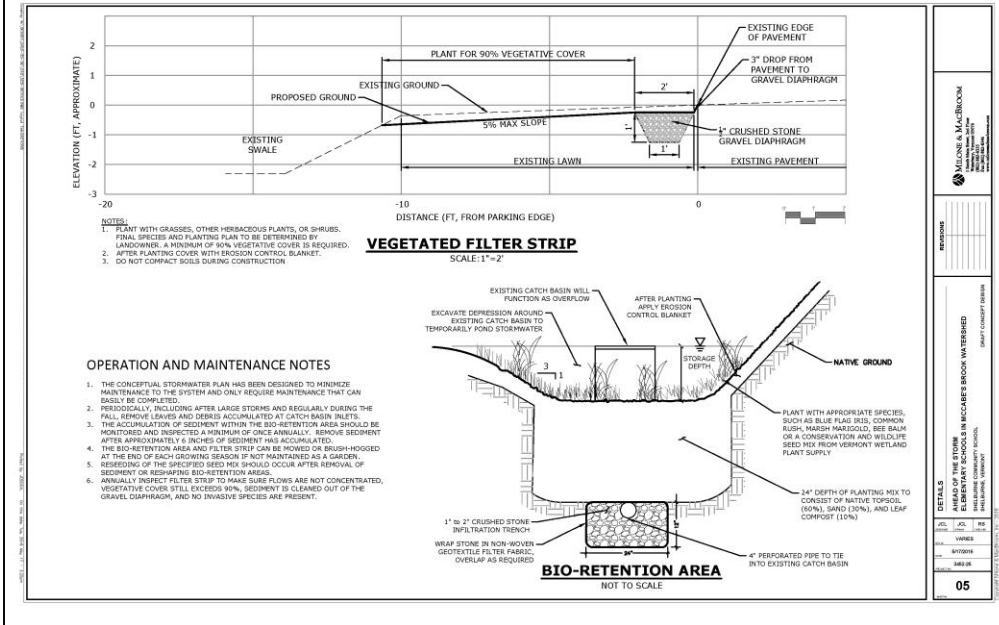 EXISTING EDGE
OF PAVEMENT
3" DROP FROM
PAVEMENT TO
GRAVEL DIAPHRAGM
PLANT FOR 90% VEGETATIVE COVER
2'
EXISTING GROUND
PROPOSED GROUND
5% MAX SLOPE
1'
1'
CRUSHED STONE
GRAVEL DIAPHRAGM
EXISTING
SWALE
EXISTING LAWN
EXISTING PAVEMENT
ELEVATION (FT, APPROXIMATE)
2
1
0
-1
-2
-3
-20
-10
0
DISTANCE (FT, FROM PARKING EDGE)
NOTES:
1. PLANT WITH GRASSES, OTHER HERBACEOUS PLANTS, OR SHRUBS.
FINAL SPECIES AND PLANTING PLAN TO BE DETERMINED BY
LANDOWNER. A MINIMUM OF 90% VEGETATIVE COVER IS REQUIRED.
2. AFTER PLANTING COVER WITH EROSION CONTROL BLANKET.
3. DO NOT COMPACT SOILS DURING CONSTRUCTION
VEGETATED FILTER STRIP
SCALE:1"=2'
OPERATION AND MAINTENANCE NOTES
1. THE CONCEPTUAL STORMWATER PLAN HAS BEEN DESIGNED TO MINIMIZE
MAINTENANCE TO THE SYSTEM AND ONLY REQUIRE MAINTENANCE THAT CAN
EASILY BE COMPLETED.
2. PERIODICALLY, INCLUDING AFTER LARGE STORMS AND REGULARLY DURING THE
FALL, REMOVE LEAVES AND DEBRIS ACCUMULATED AT CATCH BASIN INLETS.
3. THE ACCUMULATION OF SEDIMENT WITHIN THE BIO-RETENTION AREA SHOULD BE
MONITORED AND INSPECTED A MINIMUM OF ONCE ANNUALLY. REMOVE SEDIMENT
AFTER APPROXIMATELY 6 INCHES OF SEDIMENT HAS ACCUMULATED.
4. THE BIO-RETENTION AREA AND FILTER STRIP CAN BE MOWED OR BRUSH-HOGGED
AT THE END OF EACH GROWING SEASON IF NOT MAINTAINED AS A GARDEN.
5. RESEEDING OF THE SPECIFIED SEED MIX SHOULD OCCUR AFTER REMOVAL OF
SEDIMENT OR RESHAPING BIO-RETENTION AREAS.
6. ANNUALLY INSPECT FILTER STRIP TO MAKE SURE FLOWS ARE NOT CONCENTRATED,
VEGETATIVE COVER STILL EXCEEDS 90%, SEDIMENT IS CLEANED OUT OF THE
GRAVEL DIAPHRAGM, AND NO INVASIVE SPECIES ARE PRESENT.
EXISTING CATCH BASIN WILL
FUNCTION AS OVERFLOW
EXCAVATE DEPRESSION AROUND
EXISTING CATCH BASIN TO
TEMPORARILY POND STORMWATER
AFTER PLANTING
APPLY EROSION
CONTROL BLANKET
STORAGE
DEPTH
3
1
NATIVE GROUND
PLANT WITH APPROPRIATE SPECIES,
SUCH AS BLUE FLAG IRIS, COMMON
RUSH, MARSH MARIGOLD, BEE BALM
OR A CONSERVATION AND WILDLIFE
SEED MIX FROM VERMONT WETLAND
PLANT SUPPLY
24" DEPTH OF PLANTING MIX TO
CONSIST OF NATIVE TOPSOIL
(60%), SAND (30%), AND LEAF
COMPOST (10%)
1" to 2" CRUSHED STONE
INFILTRATION TRENCH
WRAP STONE IN NON-WOVEN
GEOTEXTILE FILTER FABRIC,
OVERLAP AS REQUIRED
24"
4" PERFORATED PIPE TO TIE
INTO EXISTING CATCH BASIN
BIO-RETENTION AREA
NOT TO SCALE
MILONE & MACBROOM
REVISIONS
DETAILS
AHEAD OF THE STORM
ELEMENTARY SCHOOLS IN MCCABE'S BROOK WATERSHED
SHELBURNE COMMUNITY SCHOOL
SHELBURNE, VERMONT
DRAFT CONCEPT DESIGN
JCL JCL RS
VARIES
05